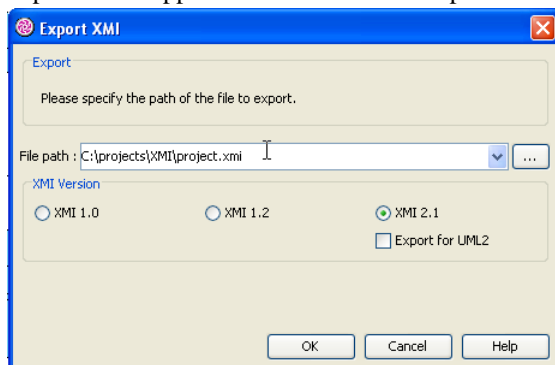 Export XMI
Export
Please specify the path of the file to export.
File path : C:\projects\XMI\project.xmi ...
XMI Version
XMI 1.0 XMI 1.2 XMI 2.1
Export for UML2
OK Cancel Help